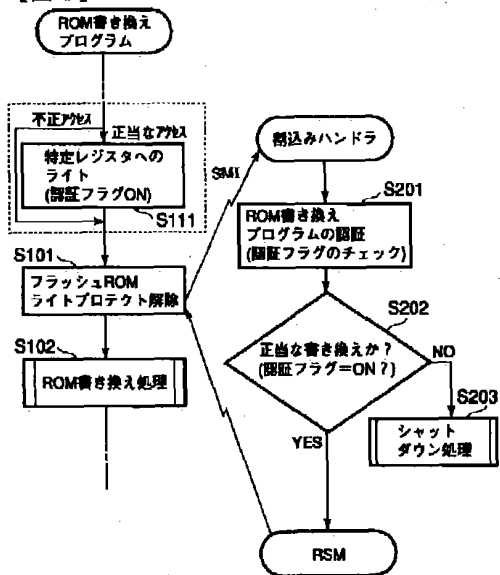 ROM書き換え
プログラム
不正アクセス
正当なアクセス
特定レジスタへの
ライト
(認証フラグON)
S111
S101
フラッシュROM
ライトプロテクト解除
S102
ROM書き換え処理
SMI
割込みハンドラ
S201
ROM書き換え
プログラムの認証
(認証フラグのチェック)
S202
正当な書き換えか?
(認証フラグ=ON?)
NO
S203
シャット
ダウン処理
YES
RSM